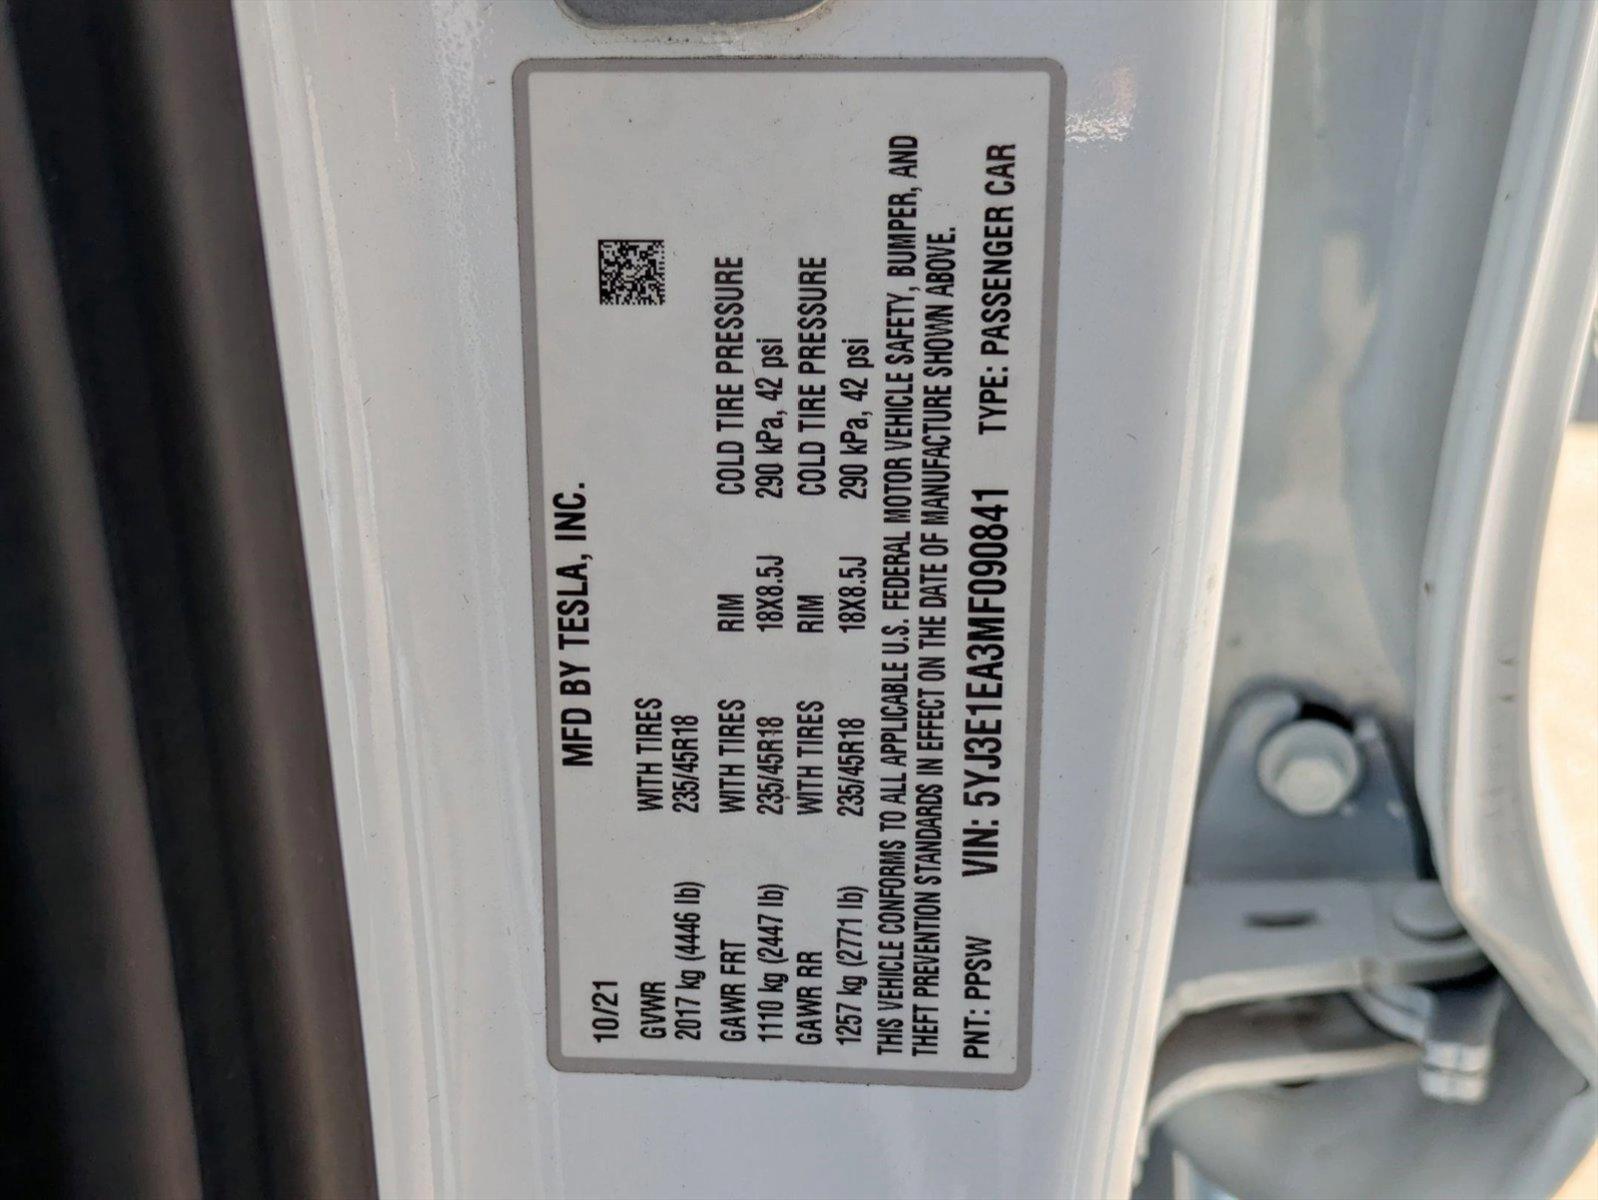 MFD BY TESLA, INC.
10/21
GVWR WITH TIRES
2017 kg (4446 lb) 235/45R18
GAWR FRT WITH TIRES RIM COLD TIRE PRESSURE
1110 kg (2447 lb) 235/45R18 18X8.5J 290 kPa, 42 psi
GAWR RR WITH TIRES RIM COLD TIRE PRESSURE
1257 kg (2771 lb) 235/45R18 18X8.5J 290 kPa, 42 psi
THIS VEHICLE CONFORMS TO ALL APPLICABLE U.S. FEDERAL MOTOR VEHICLE SAFETY, BUMPER, AND
THEFT PREVENTION STANDARDS IN EFFECT ON THE DATE OF MANUFACTURE SHOWN ABOVE.
PNT: PPSW VIN: 5YJ3E1EA3MF090841 TYPE: PASSENGER CAR